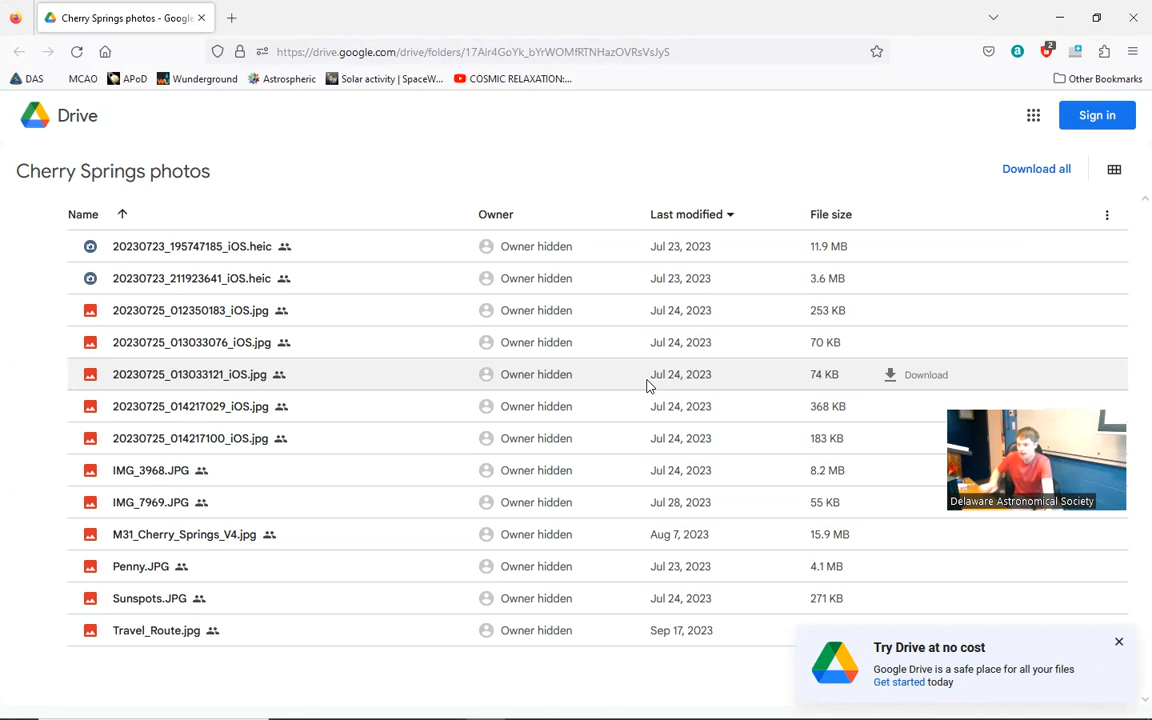 Cherry Springs photos - Google
https://drive.google.com/drive/folders/17Alr4GoYk_bYrWOMfRTNHazOVRsVsJyS
2
DAS MCAO APoD Wunderground Astrospheric Solar activity | SpaceW... COSMIC RELAXATION:... Other Bookmarks
Drive
Sign in
Cherry Springs photos
Download all
Name Owner Last modified File size
20230723_195747185_iOS.heic Owner hidden Jul 23, 2023 11.9 MB
20230723_211923641_iOS.heic Owner hidden Jul 23, 2023 3.6 MB
20230725_012350183_iOS.jpg Owner hidden Jul 24, 2023 253 KB
20230725_013033076_iOS.jpg Owner hidden Jul 24, 2023 70 KB
20230725_013033121_iOS.jpg Owner hidden Jul 24, 2023 74 KB Download
20230725_014217029_iOS.jpg Owner hidden Jul 24, 2023 368 KB
20230725_014217100_iOS.jpg Owner hidden Jul 24, 2023 183 KB
IMG_3968.JPG Owner hidden Jul 24, 2023 8.2 MB
IMG_7969.JPG Owner hidden Jul 28, 2023 55 KB
Delaware Astronomical Society
M31_Cherry_Springs_V4.jpg Owner hidden Aug 7, 2023 15.9 MB
Penny.JPG Owner hidden Jul 23, 2023 4.1 MB
Sunspots.JPG Owner hidden Jul 24, 2023 271 KB
Travel_Route.jpg Owner hidden Sep 17, 2023
Try Drive at no cost
Google Drive is a safe place for all your files
Get started today